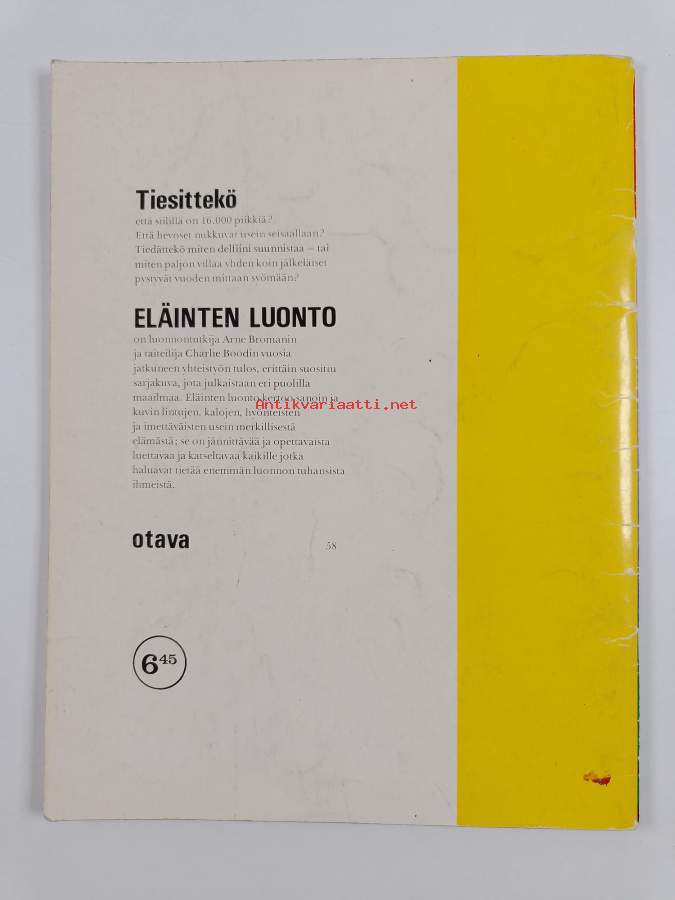 Tiesittekö
että siilillä on 16.000 piikkiä?
Että hevoset nukkuvat usein seisaallaan?
Tiedättekö miten delfiini suunnistaa – tai
miten paljon villaa yhden koin jälkeläiset
pystyvät vuoden mittaan syömään?
ELÄINTEN LUONTO
on luonnontutkija Arne Bromanin
ja taiteilija Charlie Boodin vuosia
jatkuneen yhteistyön tulos, erittäin suosittu
sarjakuva, jota julkaistaan eri puolilla
maailmaa. Eläinten luonto kertoo sanoin ja
Antikvariaatti.net
kuvin lintujen, kalojen, hyönteisten
ja imettäväisten usein merkillisestä
elämästä; se on jännittävää ja opettavaista
luettavaa ja katseltavaa kaikille jotka
haluavat tietää enemmän luonnon tuhansista
ihmeistä.
otava 58
6 45